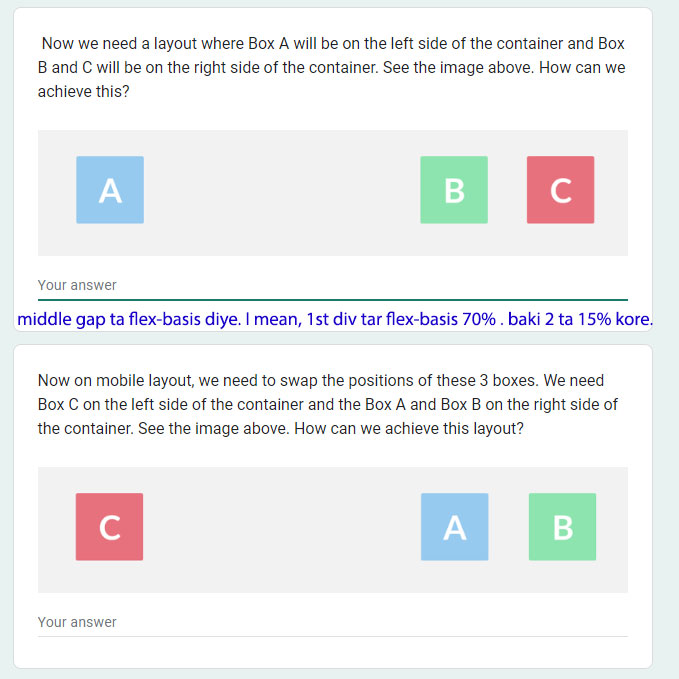 Now we need a layout where Box A will be on the left side of the container and Box
B and C will be on the right side of the container. See the image above. How can we
achieve this?
A
B
C
Your answer
middle gap ta flex-basis diye. I mean, 1st div tar flex-basis 70% . baki 2 ta 15% kore.
Now on mobile layout, we need to swap the positions of these 3 boxes. We need
Box C on the left side of the container and the Box A and Box B on the right side of
the container. See the image above. How can we achieve this layout?
C
A
B
Your answer